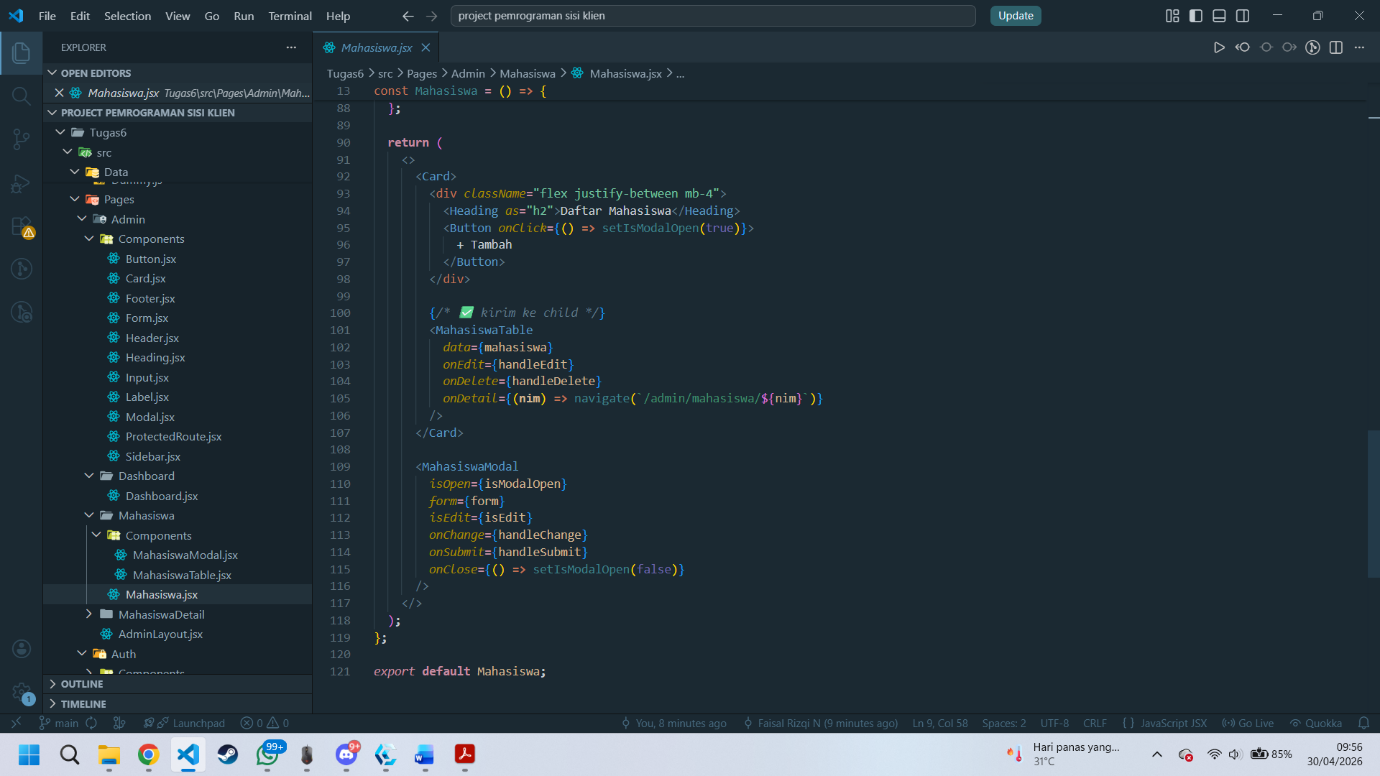 File Edit Selection View Go Run Terminal Help
project pemrograman sisi klien
Update
EXPLORER
OPEN EDITORS
Mahasiswa.jsx Tugas6\src\Pages\Admin\Mah...
PROJECT PEMROGRAMAN SISI KLIEN
Tugas6
src
Data
Pages
Admin
Components
Button.jsx
Card.jsx
Footer.jsx
Form.jsx
Header.jsx
Heading.jsx
Input.jsx
Label.jsx
Modal.jsx
ProtectedRoute.jsx
Sidebar.jsx
Dashboard
Dashboard.jsx
Mahasiswa
Components
MahasiswaModal.jsx
MahasiswaTable.jsx
Mahasiswa.jsx
MahasiswaDetail
AdminLayout.jsx
Auth
OUTLINE
TIMELINE
1
Mahasiswa.jsx
Tugas6 > src > Pages > Admin > Mahasiswa > Mahasiswa.jsx > ...
13 const Mahasiswa = () => {
88 };
89
90 return (
91 <>
92 <Card>
93 <div className="flex justify-between mb-4">
94 <Heading as="h2">Daftar Mahasiswa</Heading>
95 <Button onClick={() => setIsModalOpen(true)}>
96 + Tambah
97 </Button>
98 </div>
99
100 {/* ✅ kirim ke child */}
101 <MahasiswaTable
102 data={mahasiswa}
103 onEdit={handleEdit}
104 onDelete={handleDelete}
105 onDetail={(nim) => navigate(`/admin/mahasiswa/${nim}`)}
106 />
107 </Card>
108
109 <MahasiswaModal
110 isOpen={isModalOpen}
111 form={form}
112 isEdit={isEdit}
113 onChange={handleChange}
114 onSubmit={handleSubmit}
115 onClose={() => setIsModalOpen(false)}
116 />
117 </>
118 );
119 };
120
121 export default Mahasiswa;
main Launchpad 0 0 You, 8 minutes ago Faisal Rizqi N (9 minutes ago) Ln 9, Col 58 Spaces: 2 UTF-8 CRLF {} JavaScript JSX Go Live Quokka
99+
9+
Hari panas yang...
31°C
85%
09:56
30/04/2026